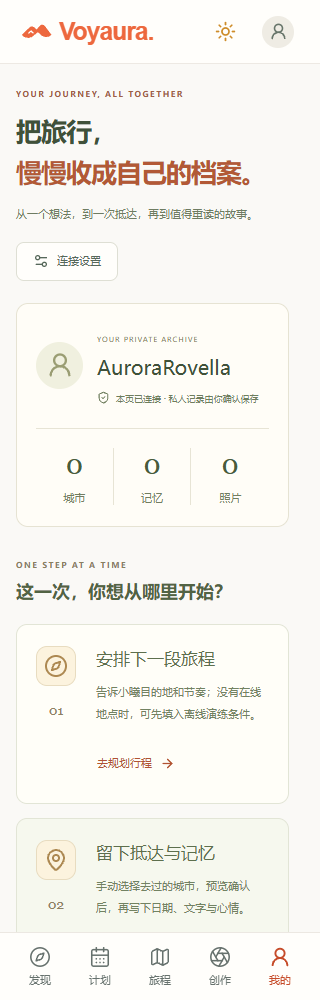 Voyaura.
YOUR JOURNEY, ALL TOGETHER
把旅行，
慢慢收成自己的档案。
从一个想法，到一次抵达，再到值得重读的故事。
连接设置
YOUR PRIVATE ARCHIVE
AuroraRovella
本页已连接 · 私人记录由你确认保存
0 0 0
城市 记忆 照片
ONE STEP AT A TIME
这一次，你想从哪里开始？
安排下一段旅程
告诉小曈目的地和节奏；没有在线
地点时，可先填入离线演练条件。
01
去规划行程 →
留下抵达与记忆
手动选择去过的城市，预览确认
后，再写下日期、文字与心情。
02
发现 计划 旅程 创作 我的